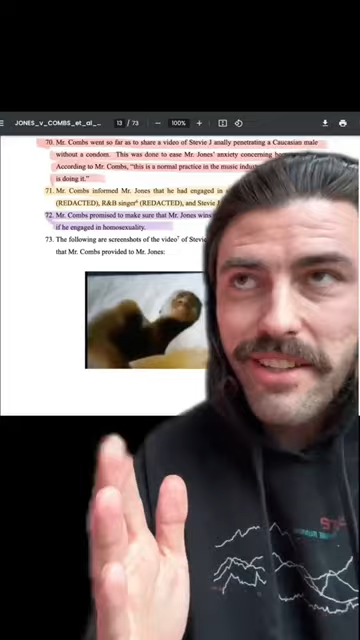 JONES_v_COMBS_et_al_... 13 / 73 100%
70. Mr. Combs went so far as to share a video of Stevie J anally penetrating a Caucasian male
without a condom. This was done to ease Mr. Jones' anxiety concerning
According to Mr. Combs, "this is a normal practice in the music
is doing it."
71. Mr. Combs informed Mr. Jones that he had engaged in
(REDACTED), R&B singer⁶ (REDACTED), and Stevie
72. Mr. Combs promised to make sure that Mr. Jones wins
if he engaged in homosexuality.
73. The following are screenshots of the video⁷ of Stevie
that Mr. Combs provided to Mr. Jones: